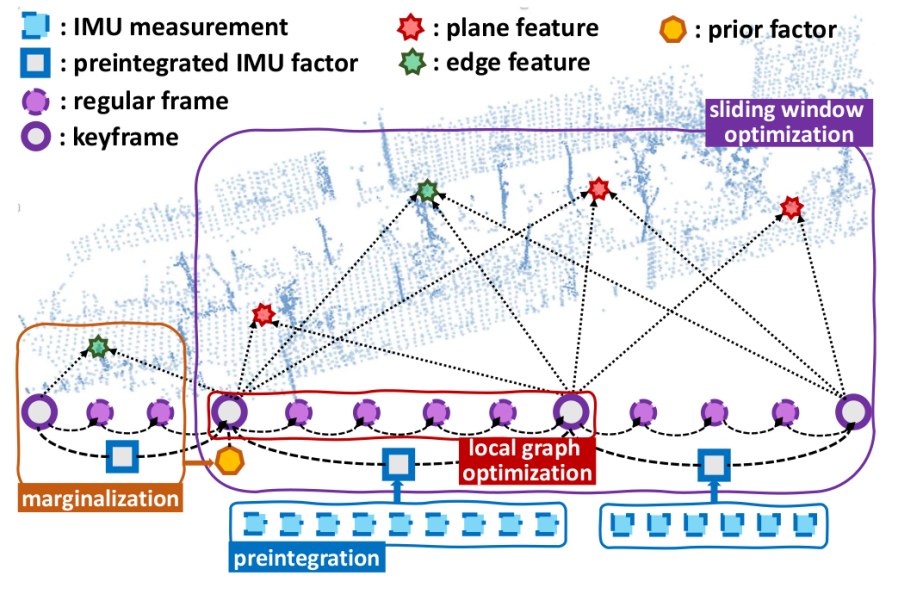 : IMU measurement
: preintegrated IMU factor
: regular frame
: keyframe
: plane feature
: edge feature
: prior factor
sliding window
optimization
local graph
optimization
marginalization
preintegration